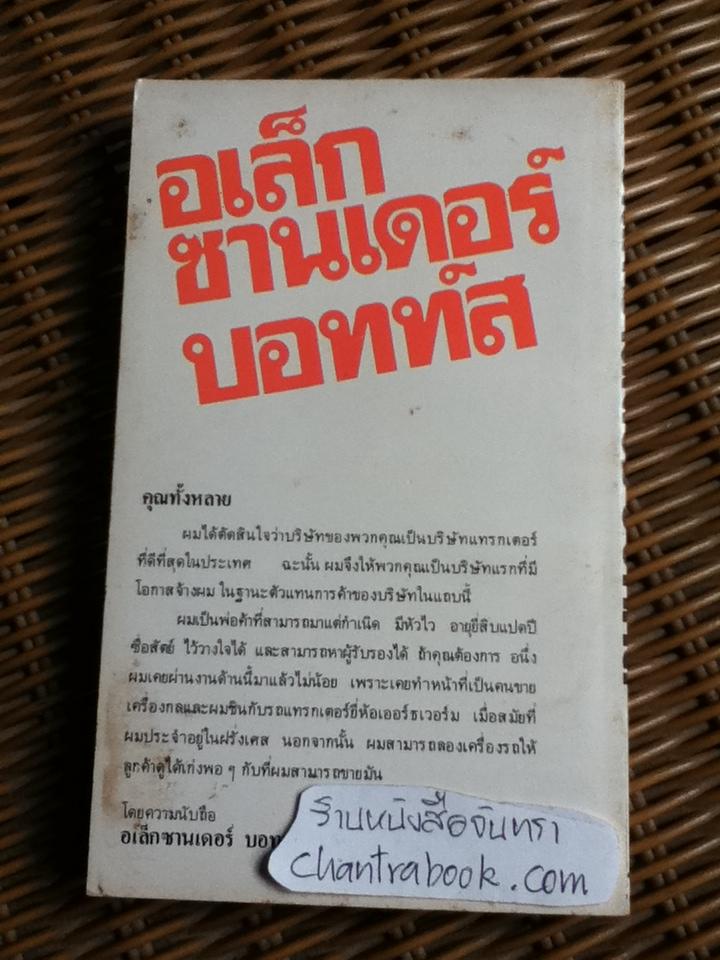 อเล็ก
ซานเดอร์
บอทท์ส
คุณทั้งหลาย
ผมได้ตัดสินใจว่าบริษัทของพวกคุณเป็นบริษัทแทรกเตอร์
ที่ดีที่สุดในประเทศ ฉะนั้น ผมจึงให้พวกคุณเป็นบริษัทแรกที่มี
โอกาสจ้างผม ในฐานะตัวแทนการค้าของบริษัทในแถบนี้
ผมเป็นพ่อค้าที่สามารถมาแต่กำเนิด มีหัวไว อายุยี่สิบแปดปี
ซื่อสัตย์ ไว้วางใจได้ และสามารถหาผู้รับรองได้ ถ้าคุณต้องการ อนึ่ง
ผมเคยผ่านงานด้านนี้มาแล้วไม่น้อย เพราะเคยทำหน้าที่เป็นคนขาย
เครื่องกลและผมชินกับรถแทรกเตอร์ยี่ห้อเออร์ธเวอร์ม เมื่อสมัยที่
ผมประจำอยู่ในฝรั่งเศส นอกจากนั้น ผมสามารถลองเครื่องรถให้
ลูกค้าดูได้เก่งพอ ๆ กับที่ผมสามารถขายมัน
โดยความนับถือ
อเล็กซานเดอร์ บอท
ร้านหนังสือจันทรา
chantrabook.com